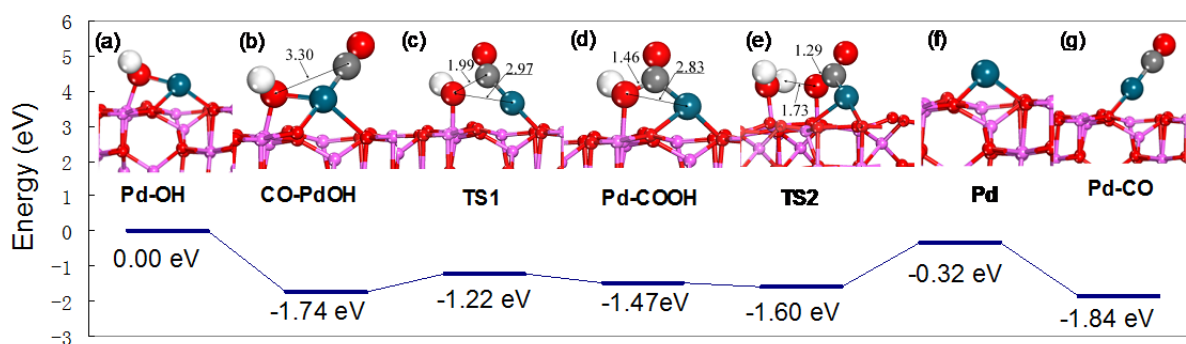 6
5
4
3
2
1
0
-1
-2
-3
Energy (eV)
(a) (b) (c) (d) (e) (f) (g)
3.30
1.99
2.97
1.46
2.83
1.29
1.73
Pd-OH CO-PdOH TS1 Pd-COOH TS2 Pd Pd-CO
0.00 eV
-1.74 eV
-1.22 eV
-1.47eV
-1.60 eV
-0.32 eV
-1.84 eV